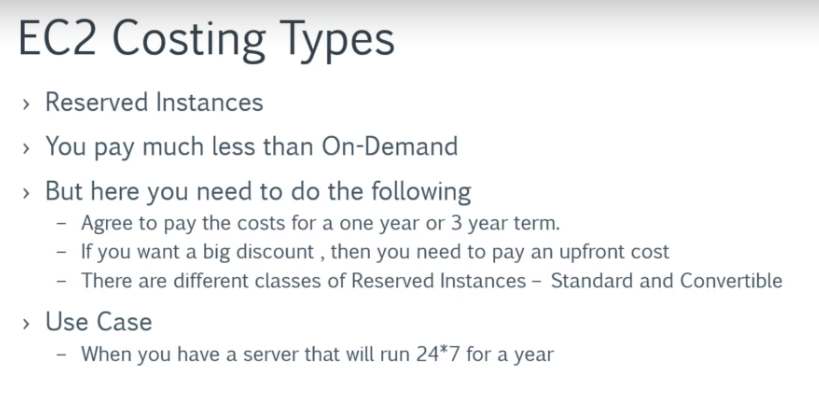 EC2 Costing Types
› Reserved Instances
› You pay much less than On-Demand
› But here you need to do the following
– Agree to pay the costs for a one year or 3 year term.
– If you want a big discount , then you need to pay an upfront cost
– There are different classes of Reserved Instances – Standard and Convertible
› Use Case
– When you have a server that will run 24*7 for a year